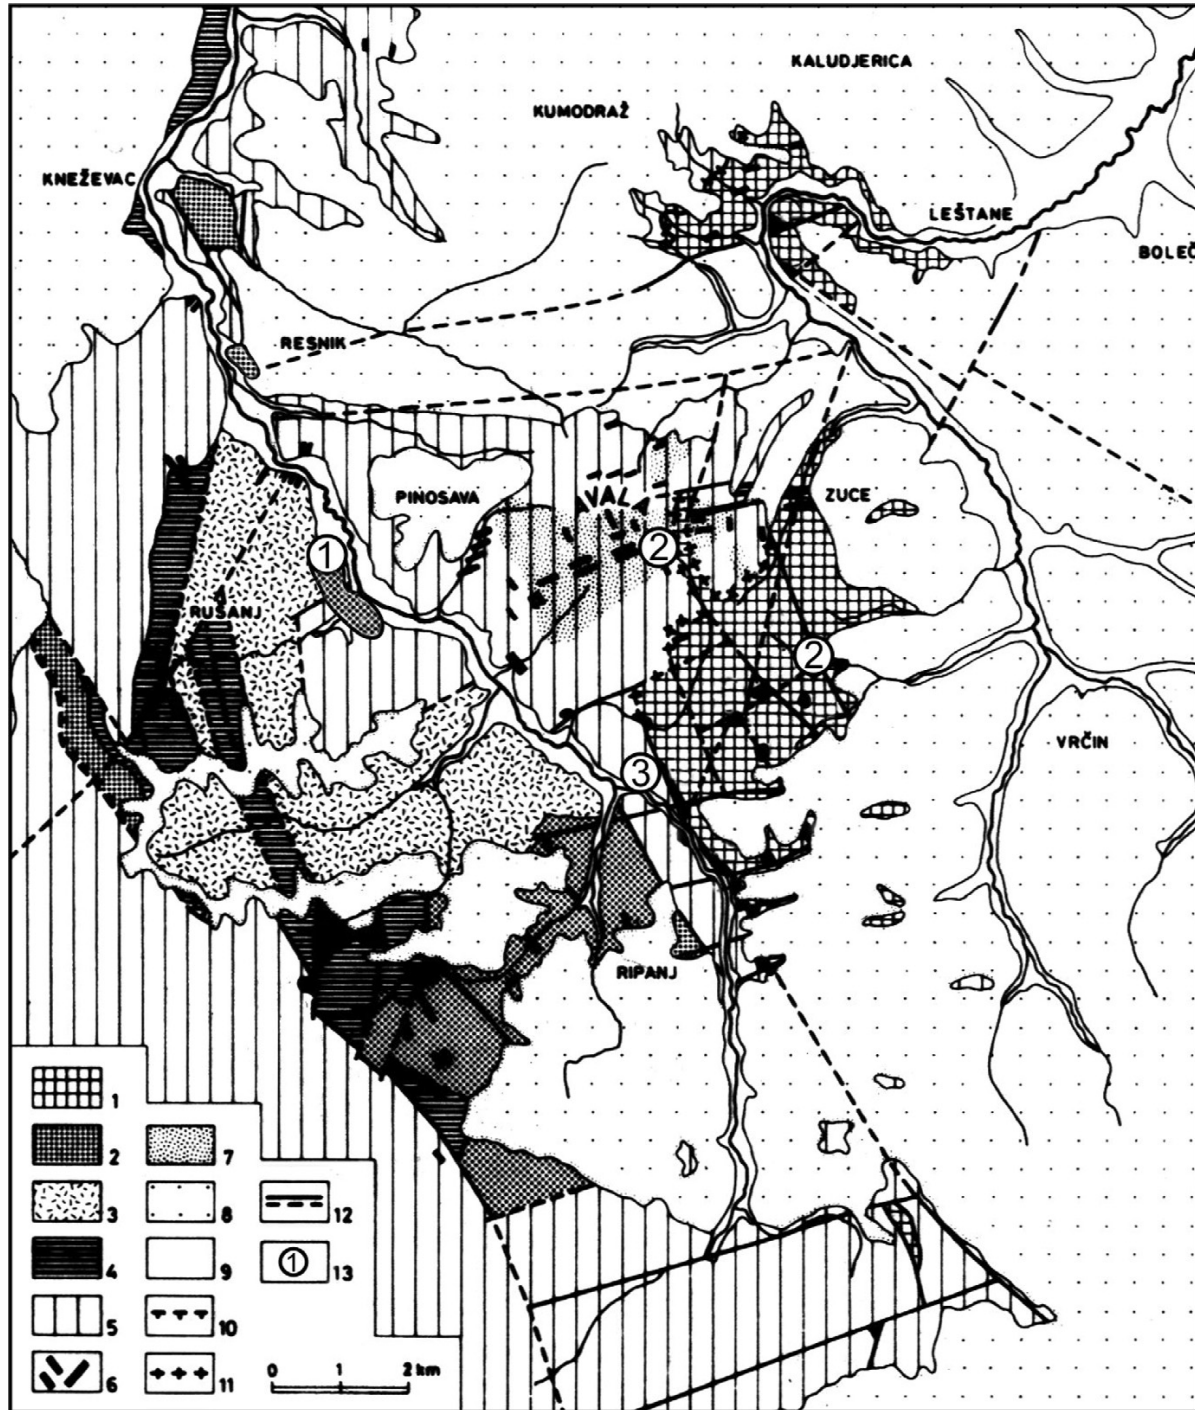 KALUDJERICA
KUMODRAŽ
KNEŽEVAC
LEŠTANE
BOLEČ
RESNIK
PINOSAVA
AVALA
ZUCE
1
2
RUŠANJ
2
VRČIN
3
RIPANJ
1
2
7
3
8
12
4
9
1
13
5
10
6
11
0 1 2 km